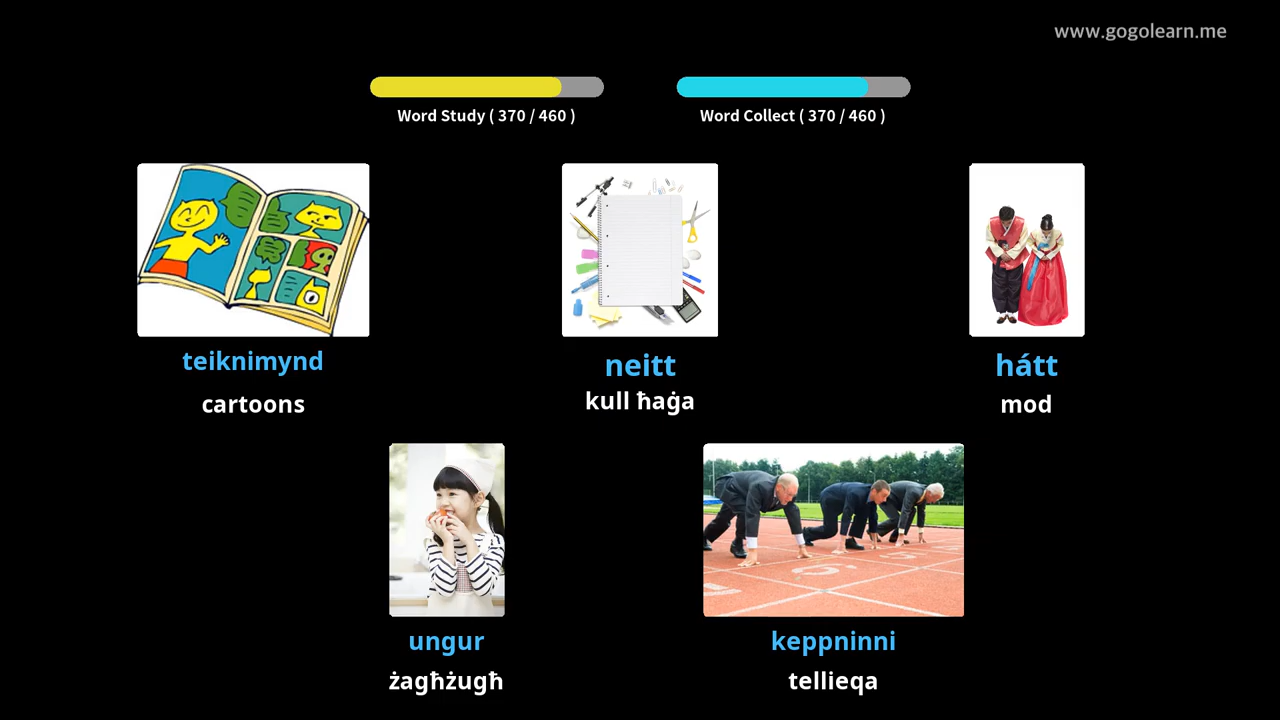 www.gogolearn.me
Word Study ( 370 / 460 )
Word Collect ( 370 / 460 )
teiknimynd
cartoons
neitt
kull ħaġa
hátt
mod
ungur
żagħżugħ
keppninni
tellieqa